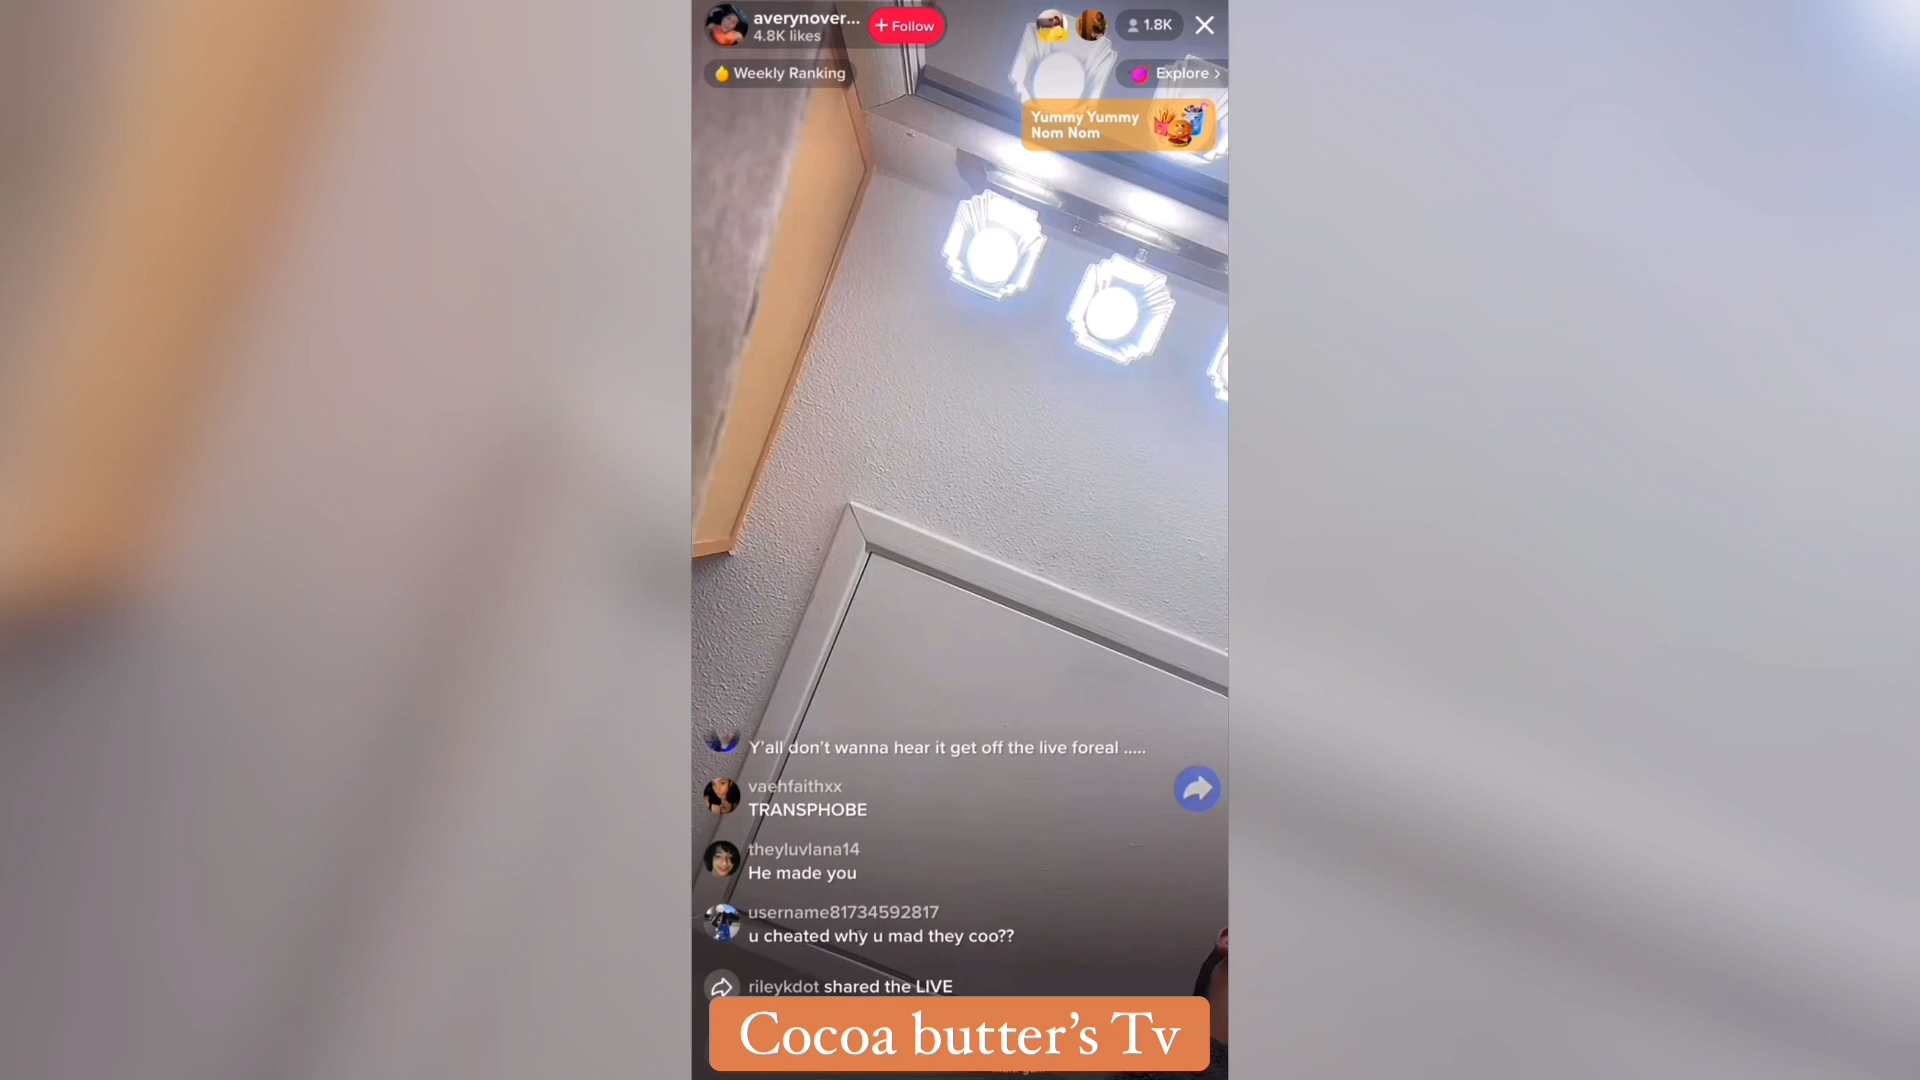 averynover...
4.8K likes
+ Follow
1.8K
Weekly Ranking
Explore >
Yummy Yummy
Nom Nom
Y'all don't wanna hear it get off the live foreal .....
vaehfaithxx
TRANSPHOBE
theyluvlana14
He made you
username81734592817
u cheated why u mad they coo??
rileykdot shared the LIVE
Cocoa butter's Tv